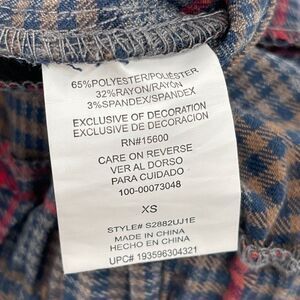 65%POLYESTER/POLIÉSTER
32%RAYON/RAYÓN
3%SPANDEX/SPANDEX
EXCLUSIVE OF DECORATION
EXCLUSIVE DE DECORACION
RN#15600
CARE ON REVERSE
VER AL DORSO
PARA CUIDADO
100-00073048
XS
STYLE# S2882UJ1E
MADE IN CHINA
HECHO EN CHINA
UPC# 193596304321